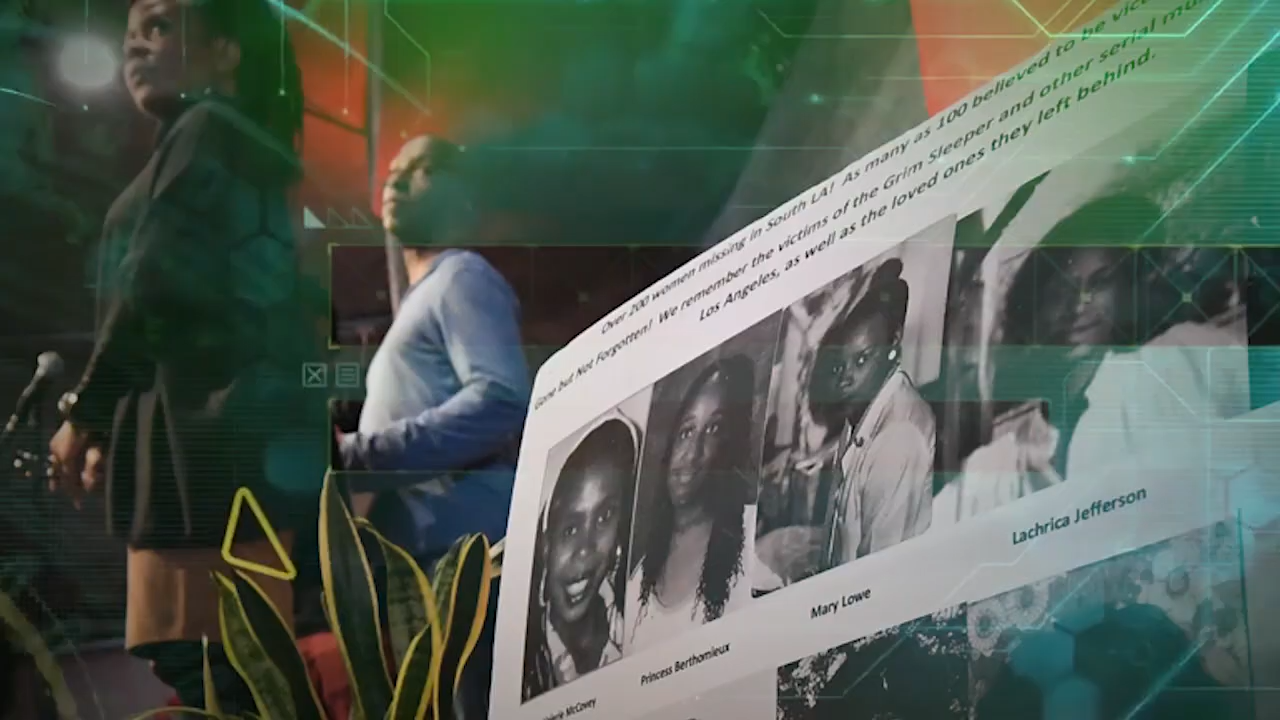 Over 200 women missing in South LA! As many as 100 believed to be
Gone but Not Forgotten! We remember the victims of the Grim Sleeper and other serial
Los Angeles, as well as the loved ones they left behind.
McCovey
Princess Berthomieux
Mary Lowe
Lachrica Jefferson